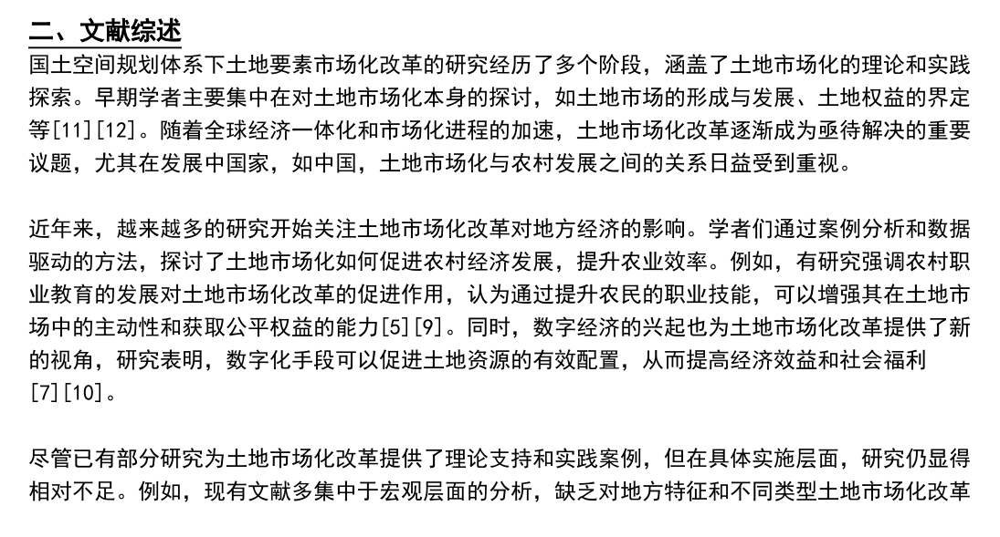 二、文献综述
国土空间规划体系下土地要素市场化改革的研究经历了多个阶段，涵盖了土地市场化的理论和实践
探索。早期学者主要集中在对土地市场化本身的探讨，如土地市场的形成与发展、土地权益的界定
等[11][12]。随着全球经济一体化和市场化进程的加速，土地市场化改革逐渐成为亟待解决的重要
议题，尤其在发展中国家，如中国，土地市场化与农村发展之间的关系日益受到重视。
近年来，越来越多的研究开始关注土地市场化改革对地方经济的影响。学者们通过案例分析和数据
驱动的方法，探讨了土地市场化如何促进农村经济发展，提升农业效率。例如，有研究强调农村职
业教育的发展对土地市场化改革的促进作用，认为通过提升农民的职业技能，可以增强其在土地市
场中的主动性和获取公平权益的能力[5][9]。同时，数字经济的兴起也为土地市场化改革提供了新
的视角，研究表明，数字化手段可以促进土地资源的有效配置，从而提高经济效益和社会福利
[7][10]。
尽管已有部分研究为土地市场化改革提供了理论支持和实践案例，但在具体实施层面，研究仍显得
相对不足。例如，现有文献多集中于宏观层面的分析，缺乏对地方特征和不同类型土地市场化改革